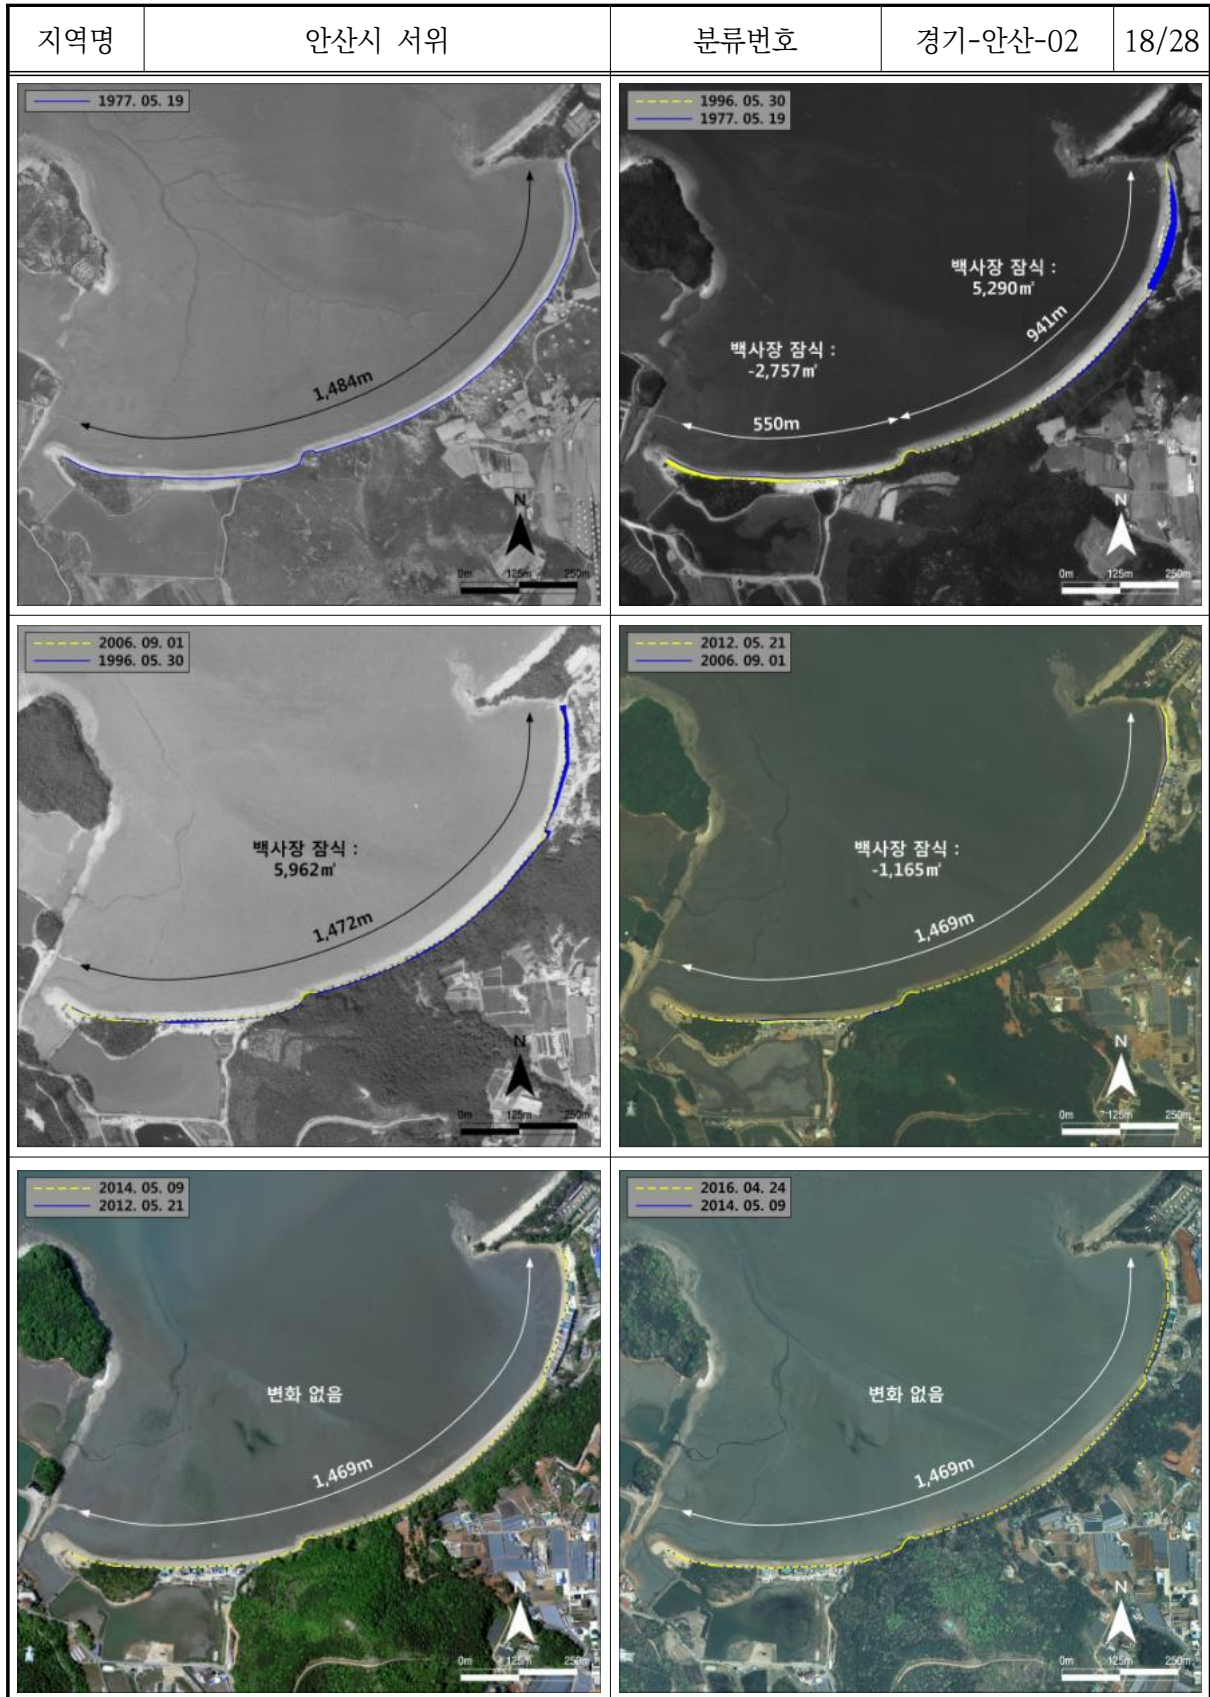 지역명 안산시 서위 분류번호 경기-안산-02 18/28
1977. 05. 19
1,484m
N
0m 125m 250m
1996. 05. 30
1977. 05. 19
백사장 잠식 :
5,290㎡
941m
백사장 잠식 :
-2,757㎡
550m
N
0m 125m 250m
2006. 09. 01
1996. 05. 30
백사장 잠식 :
5,962㎡
1,472m
N
0m 125m 250m
2012. 05. 21
2006. 09. 01
백사장 잠식 :
-1,165㎡
1,469m
N
0m 125m 250m
2014. 05. 09
2012. 05. 21
변화 없음
1,469m
N
0m 125m 250m
2016. 04. 24
2014. 05. 09
변화 없음
1,469m
N
0m 125m 250m